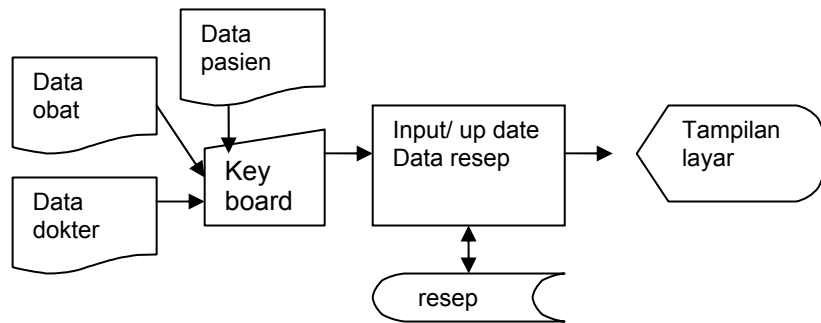 Data
pasien
Data
obat
Data
dokter
Key
board
Input/ up date
Data resep
Tampilan
layar
resep